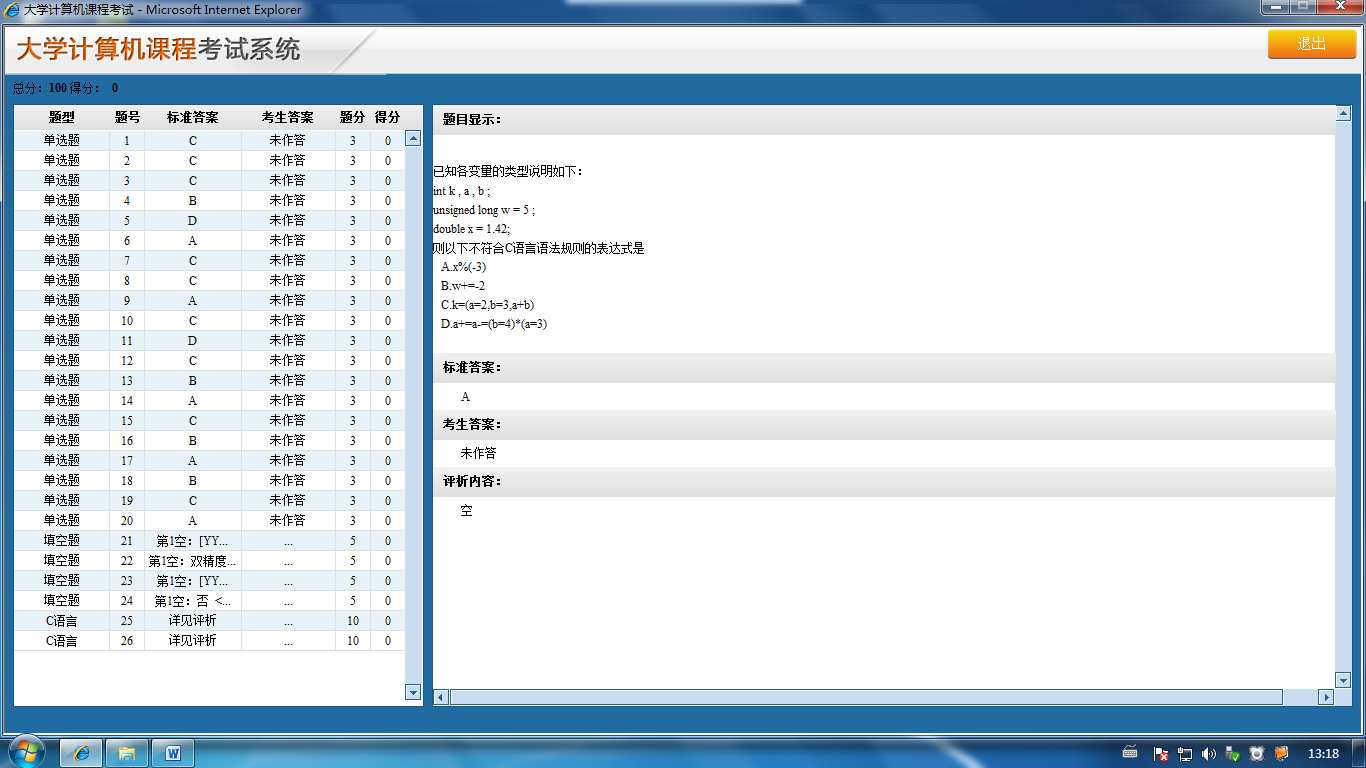 大学计算机课程考试 - Microsoft Internet Explorer
大学计算机课程考试系统
退出
总分：100 得分： 0
题型 题号 标准答案 考生答案 题分 得分
单选题 1 C 未作答 3 0
单选题 2 C 未作答 3 0
单选题 3 C 未作答 3 0
单选题 4 B 未作答 3 0
单选题 5 D 未作答 3 0
单选题 6 A 未作答 3 0
单选题 7 C 未作答 3 0
单选题 8 C 未作答 3 0
单选题 9 A 未作答 3 0
单选题 10 C 未作答 3 0
单选题 11 D 未作答 3 0
单选题 12 C 未作答 3 0
单选题 13 B 未作答 3 0
单选题 14 A 未作答 3 0
单选题 15 C 未作答 3 0
单选题 16 B 未作答 3 0
单选题 17 A 未作答 3 0
单选题 18 B 未作答 3 0
单选题 19 C 未作答 3 0
单选题 20 A 未作答 3 0
填空题 21 第1空：[YY... ... 5 0
填空题 22 第1空：双精度... ... 5 0
填空题 23 第1空：[YY... ... 5 0
填空题 24 第1空：否 <... ... 5 0
C语言 25 详见评析 ... 10 0
C语言 26 详见评析 ... 10 0
题目显示：
已知各变量的类型说明如下：
int k , a , b ;
unsigned long w = 5 ;
double x = 1.42;
则以下不符合C语言语法规则的表达式是
A.x%(-3)
B.w+=-2
C.k=(a=2,b=3,a+b)
D.a+=a-=(b=4)*(a=3)
标准答案：
A
考生答案：
未作答
评析内容：
空
13:18